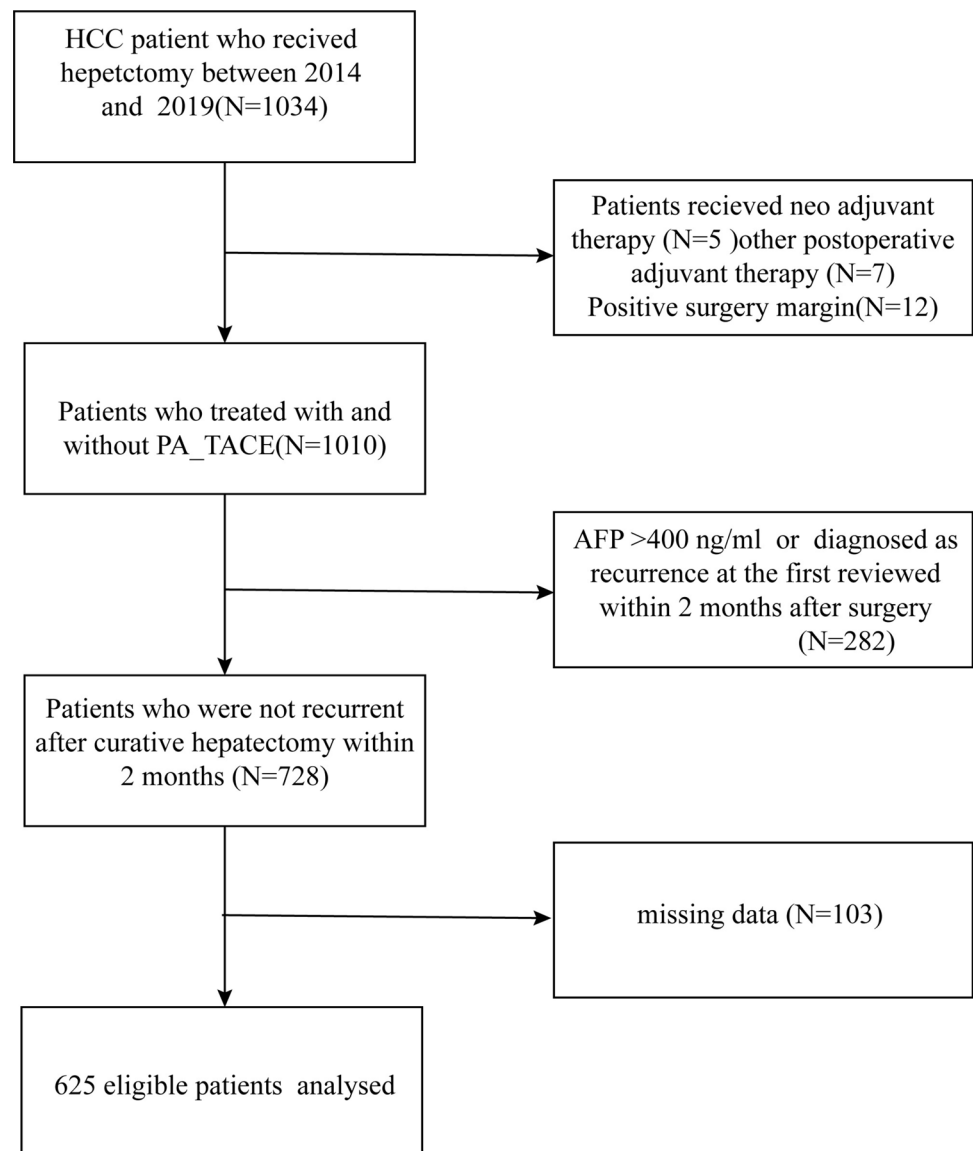 HCC patient who recived
hepetctomy between 2014
and 2019(N=1034)
Patients recieved neo adjuvant
therapy (N=5 )other postoperative
adjuvant therapy (N=7)
Positive surgery margin(N=12)
Patients who treated with and
without PA_TACE(N=1010)
AFP >400 ng/ml or diagnosed as
recurrence at the first reviewed
within 2 months after surgery
(N=282)
Patients who were not recurrent
after curative hepatectomy within
2 months (N=728)
missing data (N=103)
625 eligible patients analysed